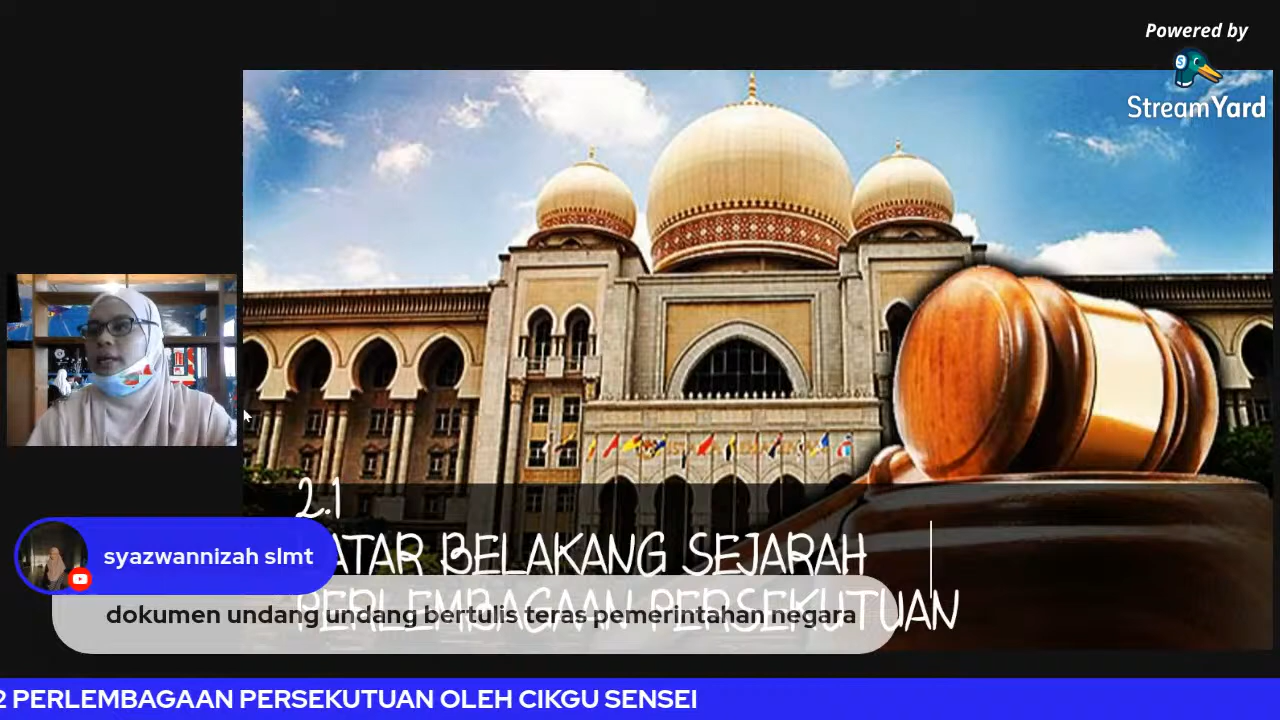 Powered by
StreamYard
2.1
LATAR BELAKANG SEJARAH
PERLEMBAGAAN PERSEKUTUAN
syazwannizah slmt
dokumen undang undang bertulis teras pemerintahan negara
2 PERLEMBAGAAN PERSEKUTUAN OLEH CIKGU SENSEI